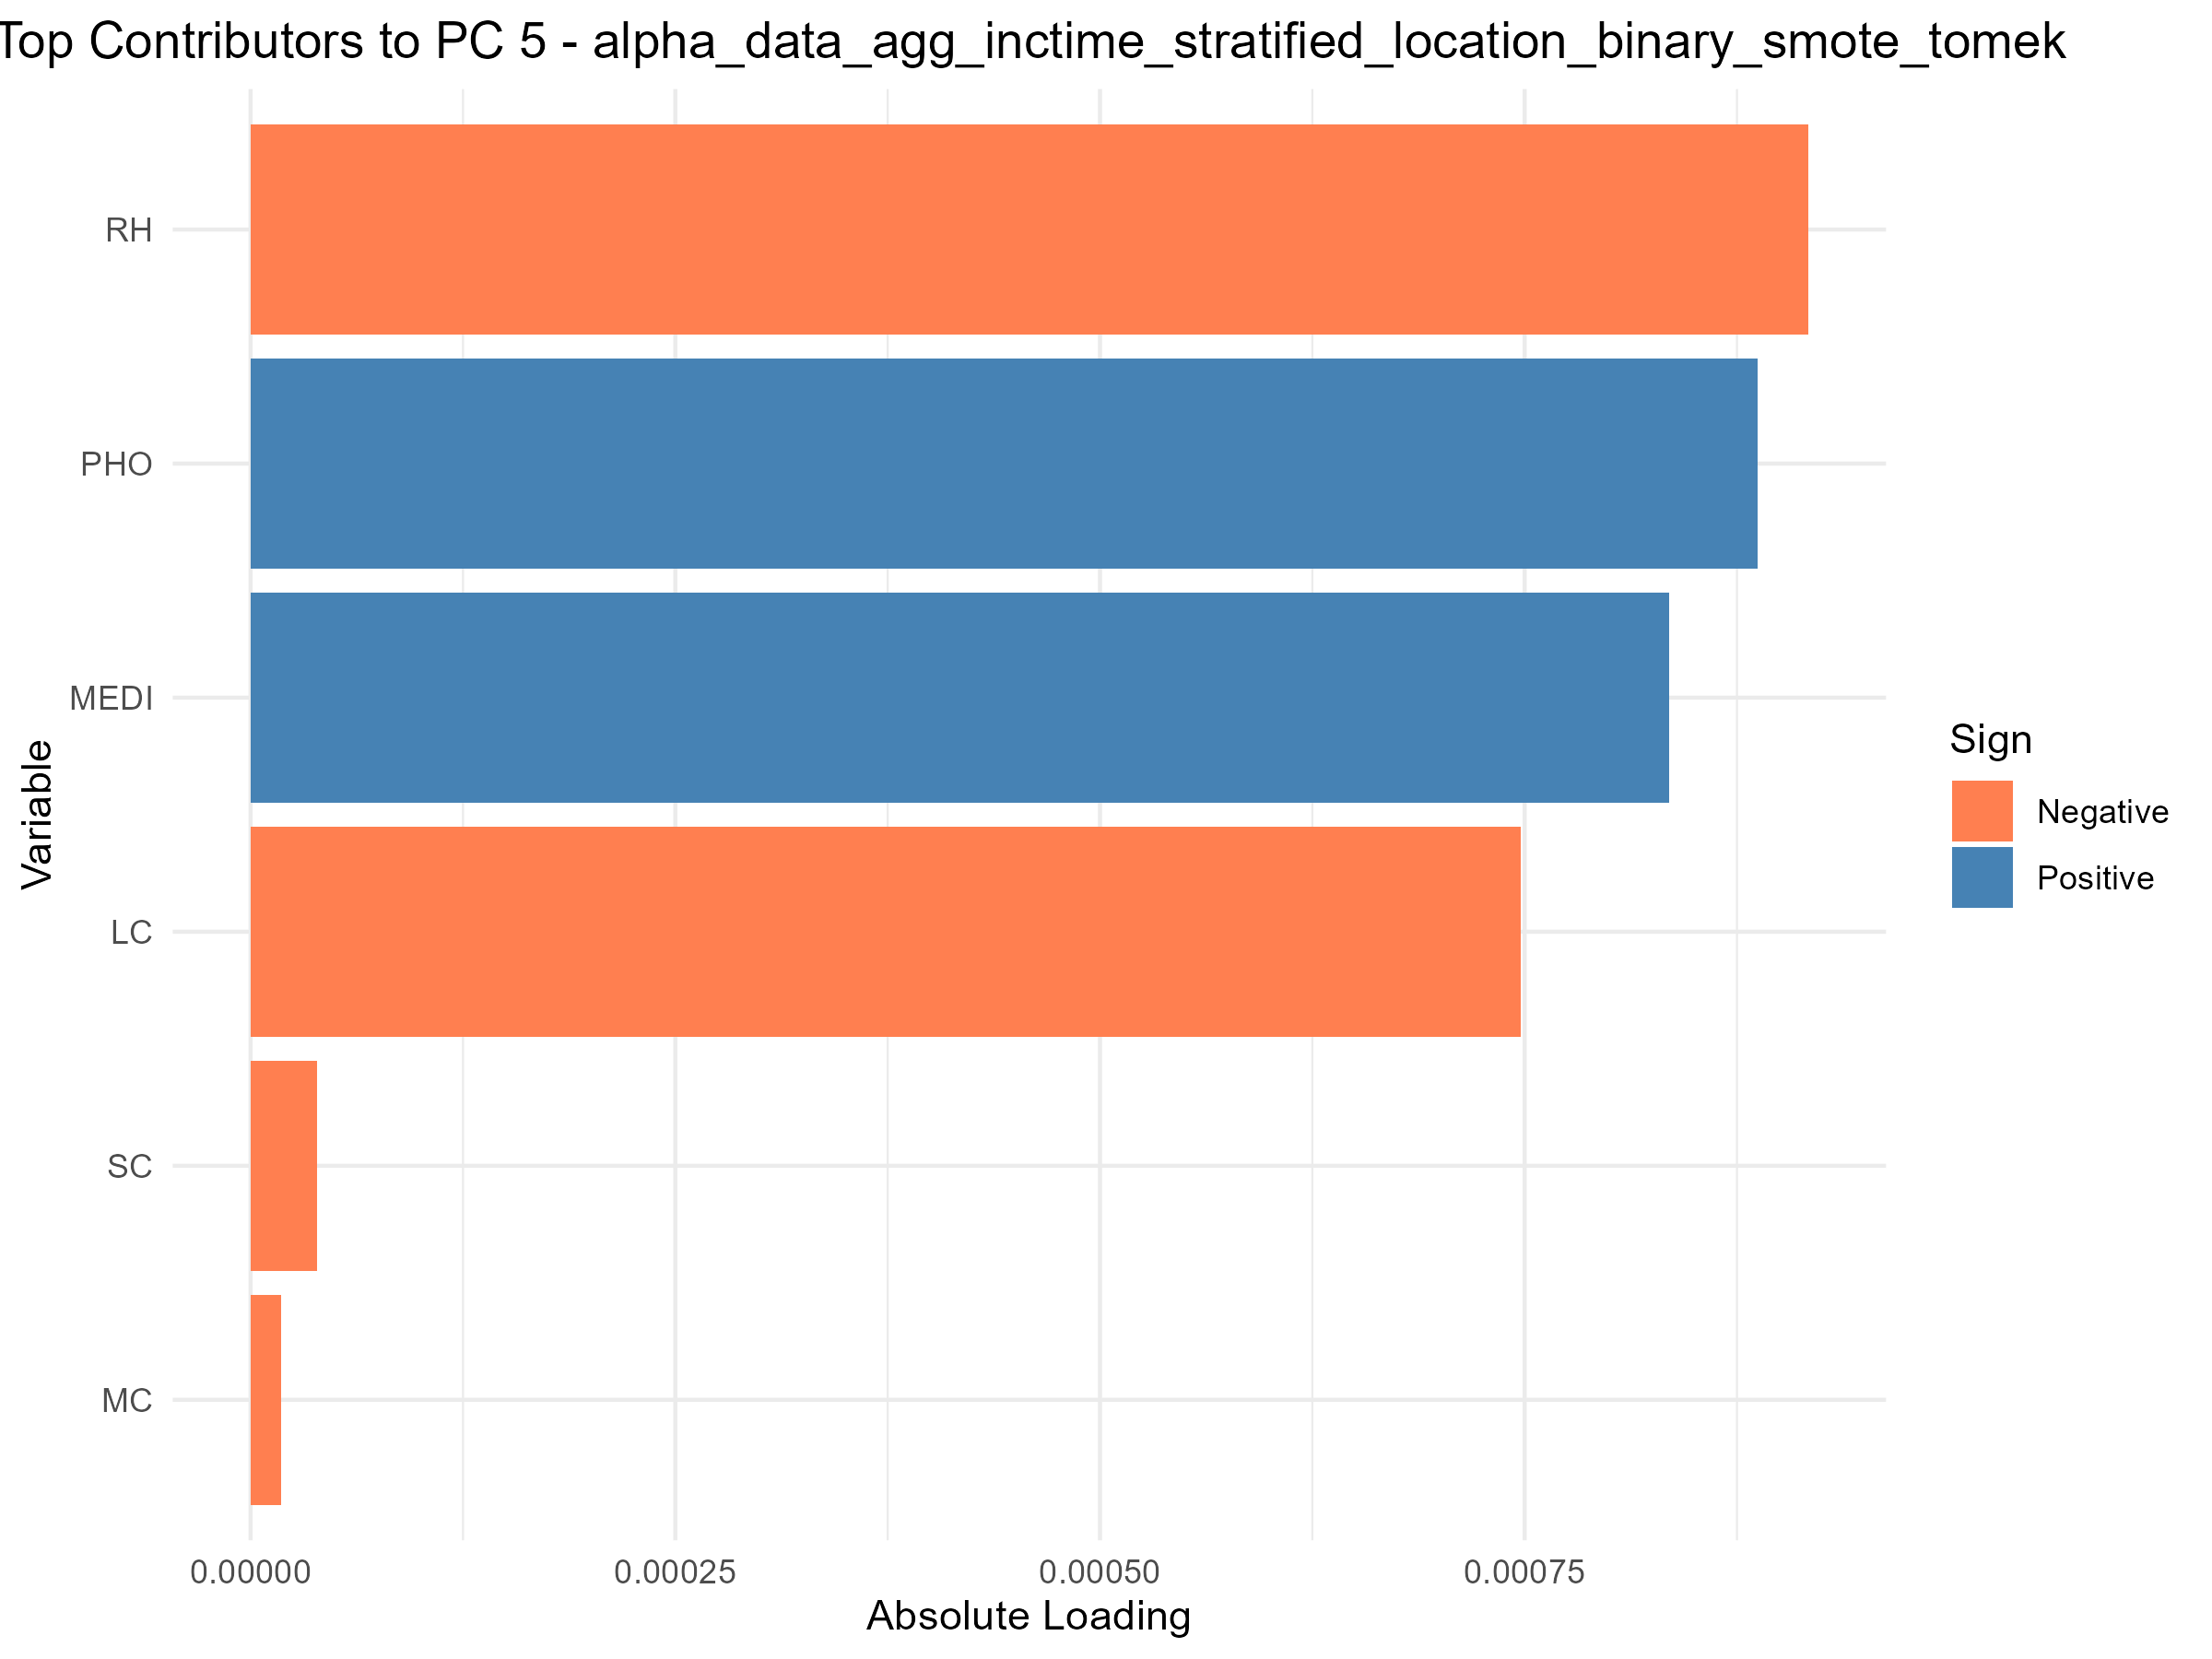 Top Contributors to PC 5 - alpha_data_agg_inctime_stratified_location_binary_smote_tomek
RH
PHO
MEDI
LC
SC
MC
Variable
0.00000 0.00025 0.00050 0.00075
Absolute Loading
Sign
Negative
Positive